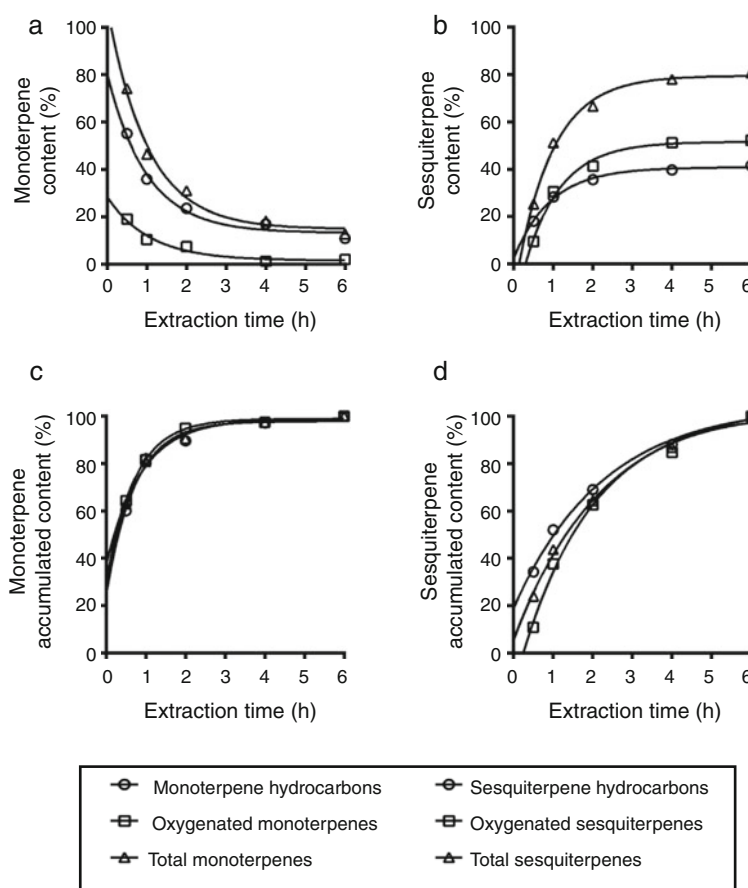 a
100
80
60
40
20
0
Monoterpene
content (%)
0 1 2 3 4 5 6
Extraction time (h)
b
100
80
60
40
20
0
Sesquiterpene
content (%)
0 1 2 3 4 5 6
Extraction time (h)
c
100
80
60
40
20
0
Monoterpene
accumulated content (%)
0 1 2 3 4 5 6
Extraction time (h)
d
100
80
60
40
20
0
Sesquiterpene
accumulated content (%)
0 1 2 3 4 5 6
Extraction time (h)
Monoterpene hydrocarbons
Oxygenated monoterpenes
Total monoterpenes
Sesquiterpene hydrocarbons
Oxygenated sesquiterpenes
Total sesquiterpenes